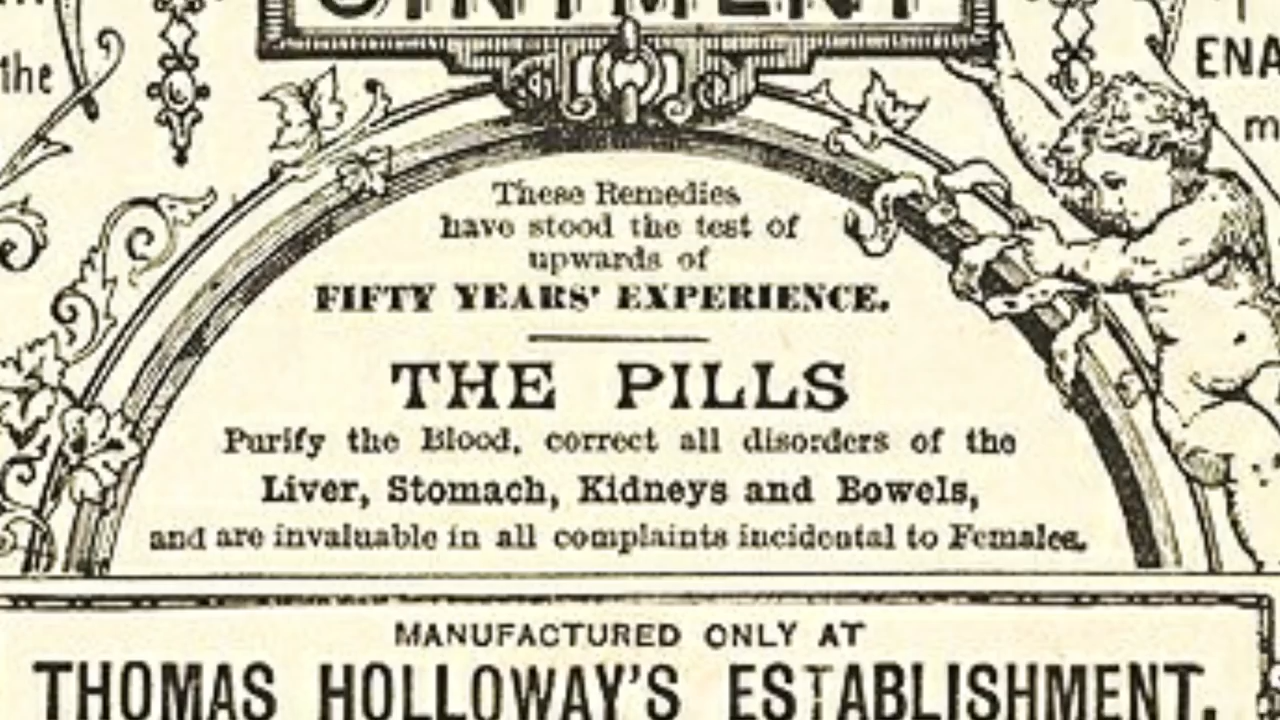 OINTMENT
the
ENA
m
These Remedies
have stood the test of
upwards of
FIFTY YEARS' EXPERIENCE.
THE PILLS
Purify the Blood, correct all disorders of the
Liver, Stomach, Kidneys and Bowels,
and are invaluable in all complaints incidental to Females.
MANUFACTURED ONLY AT
THOMAS HOLLOWAY'S ESTABLISHMENT.